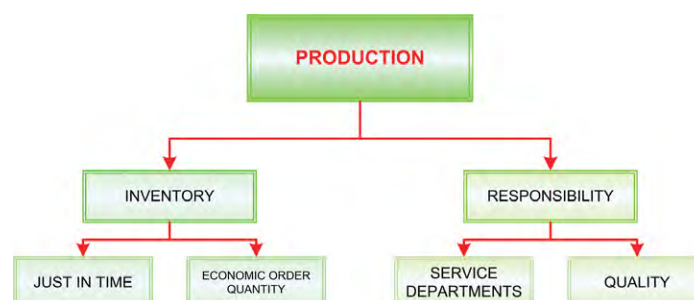 PRODUCTION
INVENTORY
RESPONSIBILITY
JUST IN TIME
ECONOMIC ORDER
QUANTITY
SERVICE
DEPARTMENTS
QUALITY